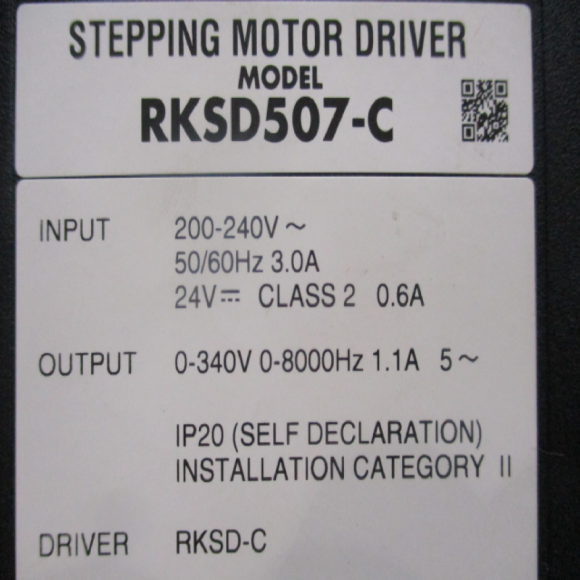 STEPPING MOTOR DRIVER
MODEL
RKSD507-C
INPUT 200-240V～
50/60Hz 3.0A
24V⎓ CLASS 2 0.6A
OUTPUT 0-340V 0-8000Hz 1.1A 5～
IP20 (SELF DECLARATION)
INSTALLATION CATEGORY II
DRIVER RKSD-C